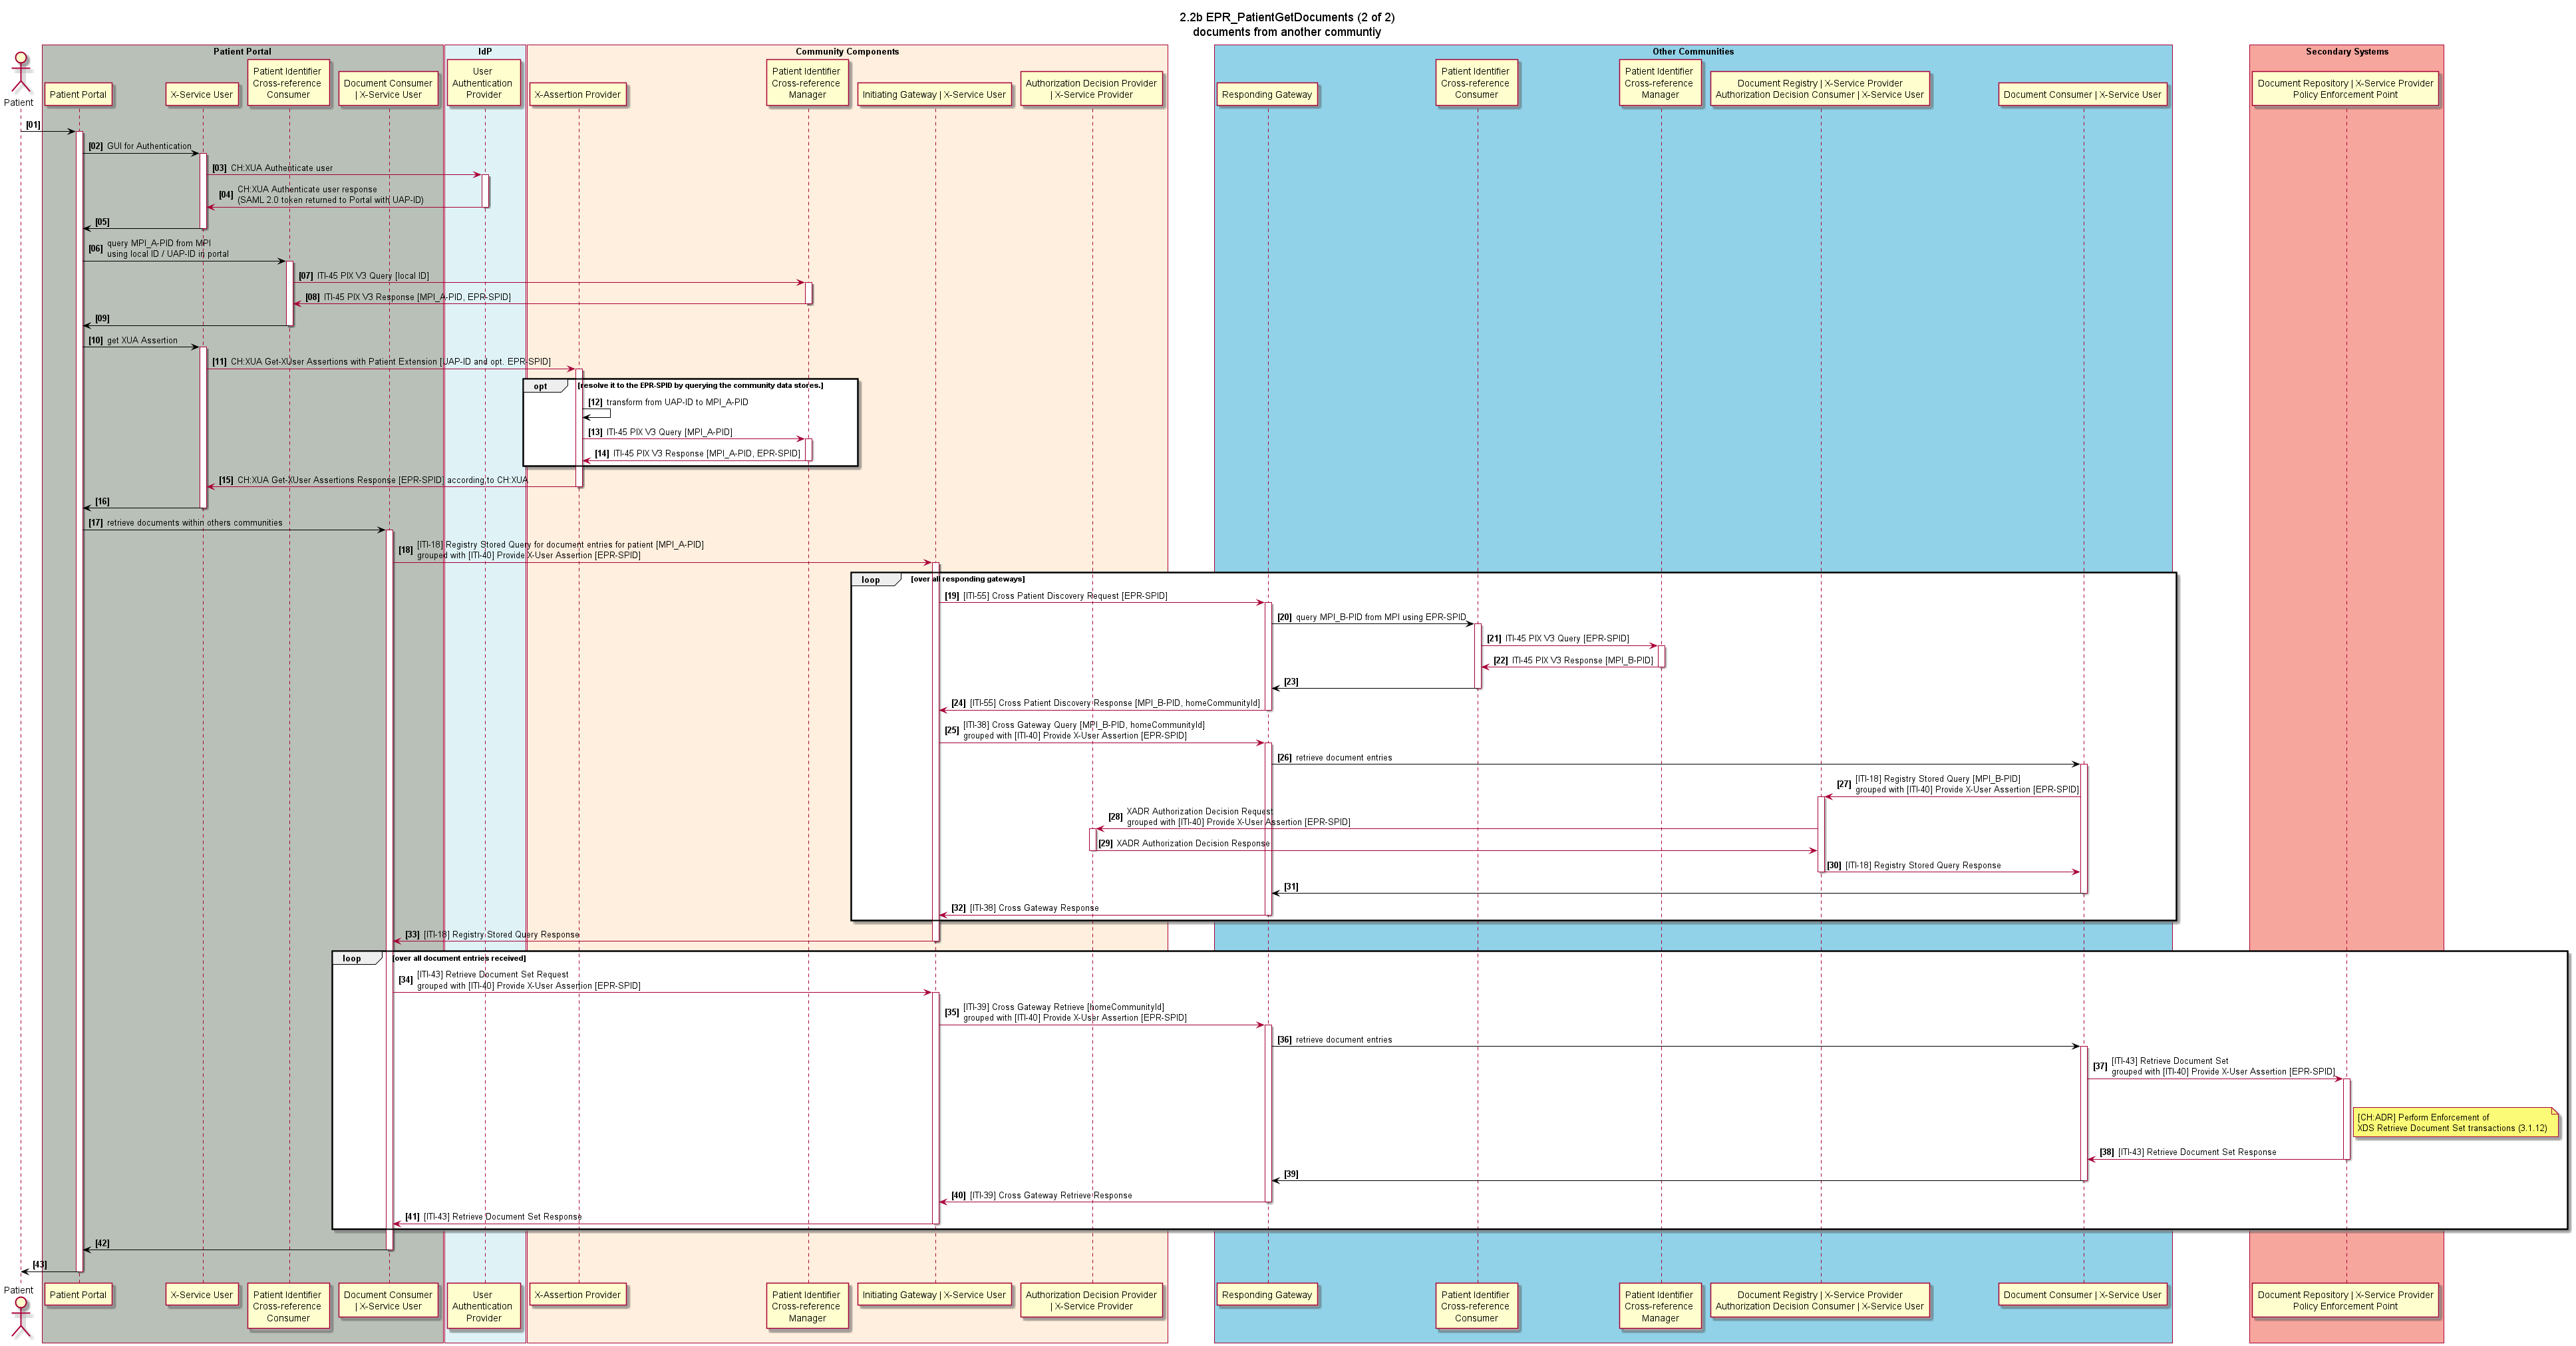 2.2b EPR_PatientGetDocuments (2 of 2)
documents from another communtiy
Patient Portal
IdP
Community Components
Other Communities
Secondary Systems
Patient
Patient Portal
X-Service User
Patient Identifier
Cross-reference
Consumer
Document Consumer
| X-Service User
User
Authentication
Provider
X-Assertion Provider
Patient Identifier
Cross-reference
Manager
Initiating Gateway | X-Service User
Authorization Decision Provider
| X-Service Provider
Responding Gateway
Patient Identifier
Cross-reference
Consumer
Patient Identifier
Cross-reference
Manager
Document Registry | X-Service Provider
Authorization Decision Consumer | X-Service User
Document Consumer | X-Service User
Document Repository | X-Service Provider
Policy Enforcement Point
[01]
[02] GUI for Authentication
[03] CH:XUA Authenticate user
[04] CH:XUA Authenticate user response
(SAML 2.0 token returned to Portal with UAP-ID)
[05]
[06] query MPI_A-PID from MPI
using local ID / UAP-ID in portal
[07] ITI-45 PIX V3 Query [local ID]
[08] ITI-45 PIX V3 Response [MPI_A-PID, EPR-SPID]
[09]
[10] get XUA Assertion
[11] CH:XUA Get-XUser Assertions with Patient Extension [UAP-ID and opt. EPR-SPID]
opt [resolve it to the EPR-SPID by querying the community data stores.]
[12] transform from UAP-ID to MPI_A-PID
[13] ITI-45 PIX V3 Query [MPI_A-PID]
[14] ITI-45 PIX V3 Response [MPI_A-PID, EPR-SPID]
[15] CH:XUA Get-XUser Assertions Response [EPR-SPID] according to CH:XUA
[16]
[17] retrieve documents within others communities
[18] [ITI-18] Registry Stored Query for document entries for patient [MPI_A-PID]
grouped with [ITI-40] Provide X-User Assertion [EPR-SPID]
loop [over all responding gateways]
[19] [ITI-55] Cross Patient Discovery Request [EPR-SPID]
[20] query MPI_B-PID from MPI using EPR-SPID
[21] ITI-45 PIX V3 Query [EPR-SPID]
[22] ITI-45 PIX V3 Response [MPI_B-PID]
[23]
[24] [ITI-55] Cross Patient Discovery Response [MPI_B-PID, homeCommunityId]
[25] [ITI-38] Cross Gateway Query [MPI_B-PID, homeCommunityId]
grouped with [ITI-40] Provide X-User Assertion [EPR-SPID]
[26] retrieve document entries
[27] [ITI-18] Registry Stored Query [MPI_B-PID]
grouped with [ITI-40] Provide X-User Assertion [EPR-SPID]
[28] XADR Authorization Decision Request
grouped with [ITI-40] Provide X-User Assertion [EPR-SPID]
[29] XADR Authorization Decision Response
[30] [ITI-18] Registry Stored Query Response
[31]
[32] [ITI-38] Cross Gateway Response
[33] [ITI-18] Registry Stored Query Response
loop [over all document entries received]
[34] [ITI-43] Retrieve Document Set Request
grouped with [ITI-40] Provide X-User Assertion [EPR-SPID]
[35] [ITI-39] Cross Gateway Retrieve [homeCommunityId]
grouped with [ITI-40] Provide X-User Assertion [EPR-SPID]
[36] retrieve document entries
[37] [ITI-43] Retrieve Document Set
grouped with [ITI-40] Provide X-User Assertion [EPR-SPID]
[CH:ADR] Perform Enforcement of
XDS Retrieve Document Set transactions (3.1.12)
[38] [ITI-43] Retrieve Document Set Response
[39]
[40] [ITI-39] Cross Gateway Retrieve Response
[41] [ITI-43] Retrieve Document Set Response
[42]
[43]
Patient
Patient Portal
X-Service User
Patient Identifier
Cross-reference
Consumer
Document Consumer
| X-Service User
User
Authentication
Provider
X-Assertion Provider
Patient Identifier
Cross-reference
Manager
Initiating Gateway | X-Service User
Authorization Decision Provider
| X-Service Provider
Responding Gateway
Patient Identifier
Cross-reference
Consumer
Patient Identifier
Cross-reference
Manager
Document Registry | X-Service Provider
Authorization Decision Consumer | X-Service User
Document Consumer | X-Service User
Document Repository | X-Service Provider
Policy Enforcement Point